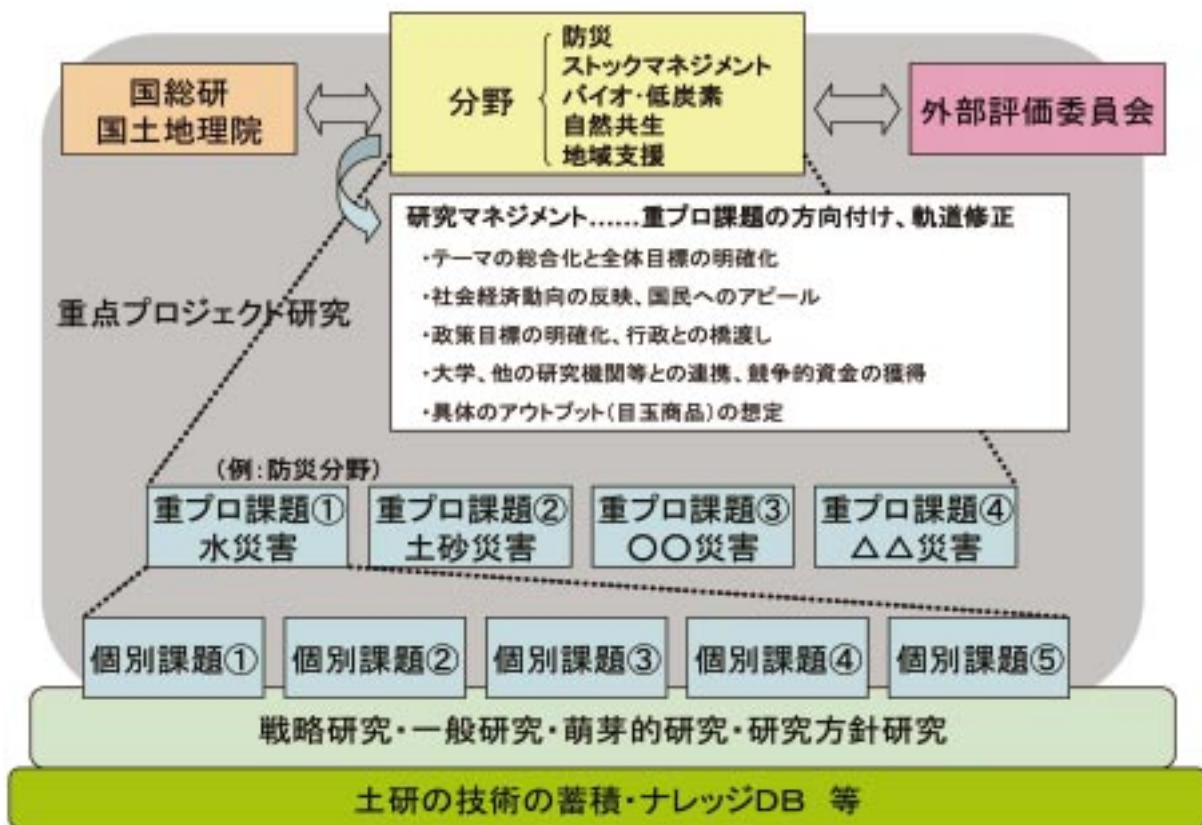 国総研
国土地理院
分野
防災
ストックマネジメント
バイオ・低炭素
自然共生
地域支援
外部評価委員会
研究マネジメント……重プロ課題の方向付け、軌道修正
・テーマの総合化と全体目標の明確化
・社会経済動向の反映、国民へのアピール
・政策目標の明確化、行政との橋渡し
・大学、他の研究機関等との連携、競争的資金の獲得
・具体のアウトプット（目玉商品）の想定
重点プロジェクト研究
（例：防災分野）
重プロ課題①
水災害
重プロ課題②
土砂災害
重プロ課題③
〇〇災害
重プロ課題④
△△災害
個別課題①
個別課題②
個別課題③
個別課題④
個別課題⑤
戦略研究・一般研究・萌芽的研究・研究方針研究
土研の技術の蓄積・ナレッジDB 等